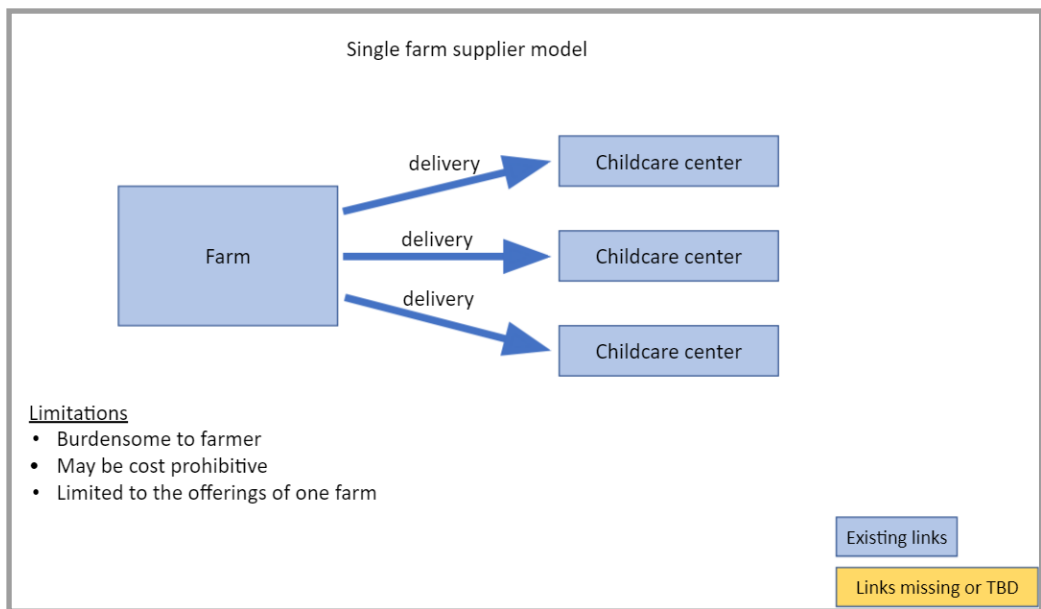 Single farm supplier model
delivery
Childcare center
Farm
delivery
Childcare center
delivery
Childcare center
Limitations
• Burdensome to farmer
• May be cost prohibitive
• Limited to the offerings of one farm
Existing links
Links missing or TBD